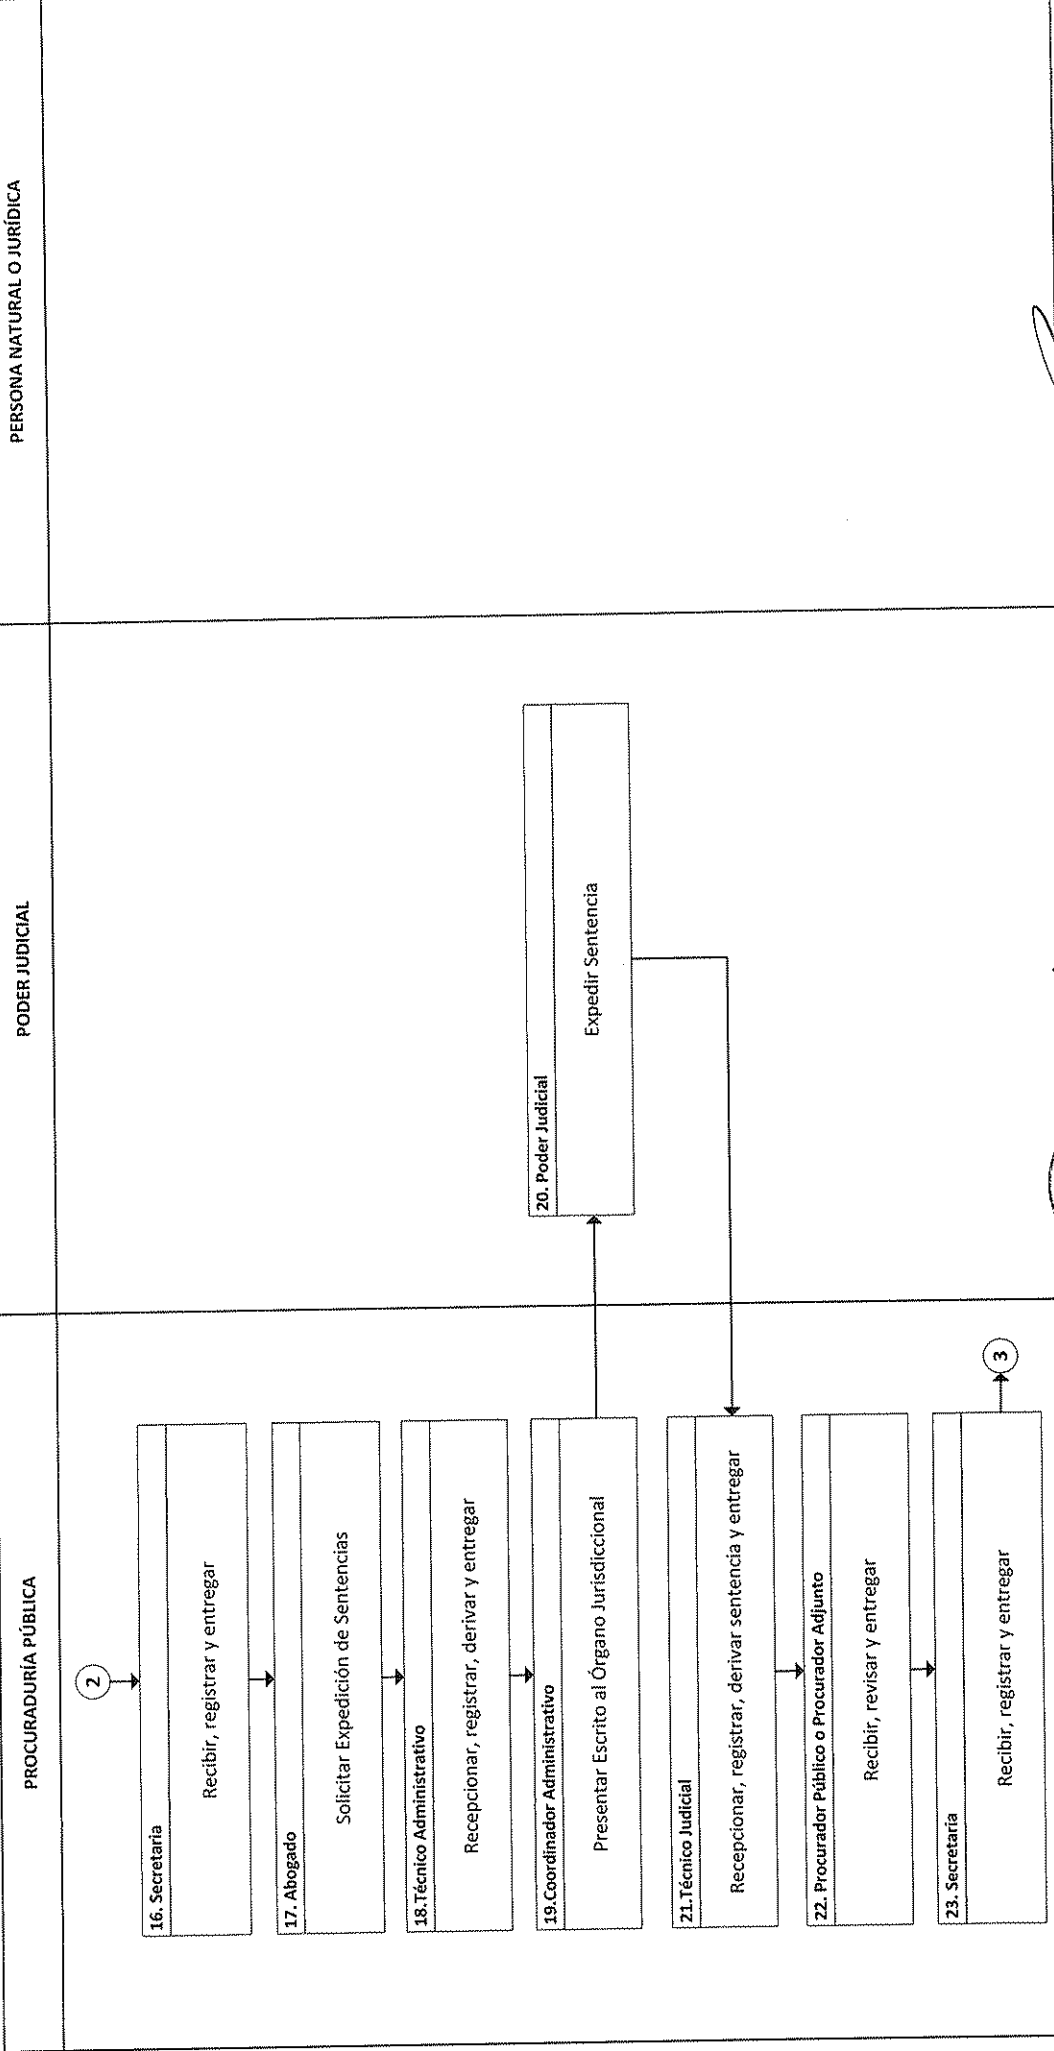 PROCURADURÍA PÚBLICA
PODER JUDICIAL
PERSONA NATURAL O JURÍDICA
2
16. Secretaria
Recibir, registrar y entregar
17. Abogado
Solicitar Expedición de Sentencias
18.Técnico Administrativo
Recepcionar, registrar, derivar y entregar
19.Coordinador Administrativo
Presentar Escrito al Órgano Jurisdiccional
20. Poder Judicial
Expedir Sentencia
21.Técnico Judicial
Recepcionar, registrar, derivar sentencia y entregar
22. Procurador Público o Procurador Adjunto
Recibir, revisar y entregar
23. Secretaria
Recibir, registrar y entregar
3